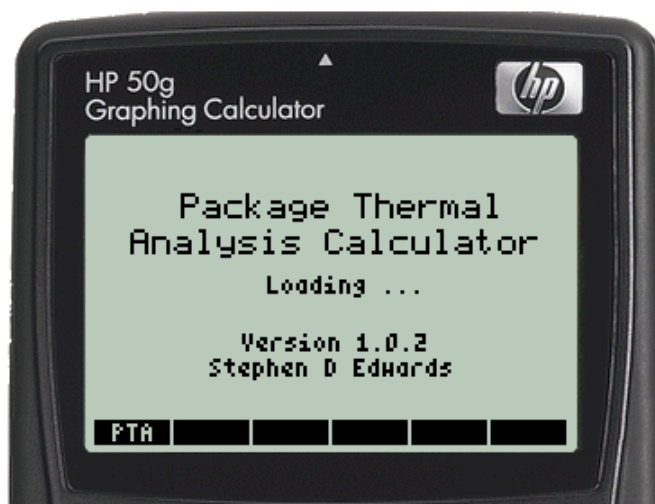 HP 50g
Graphing Calculator
hp
Package Thermal
Analysis Calculator
Loading ...
Version 1.0.2
Stephen D Edwards
PTA